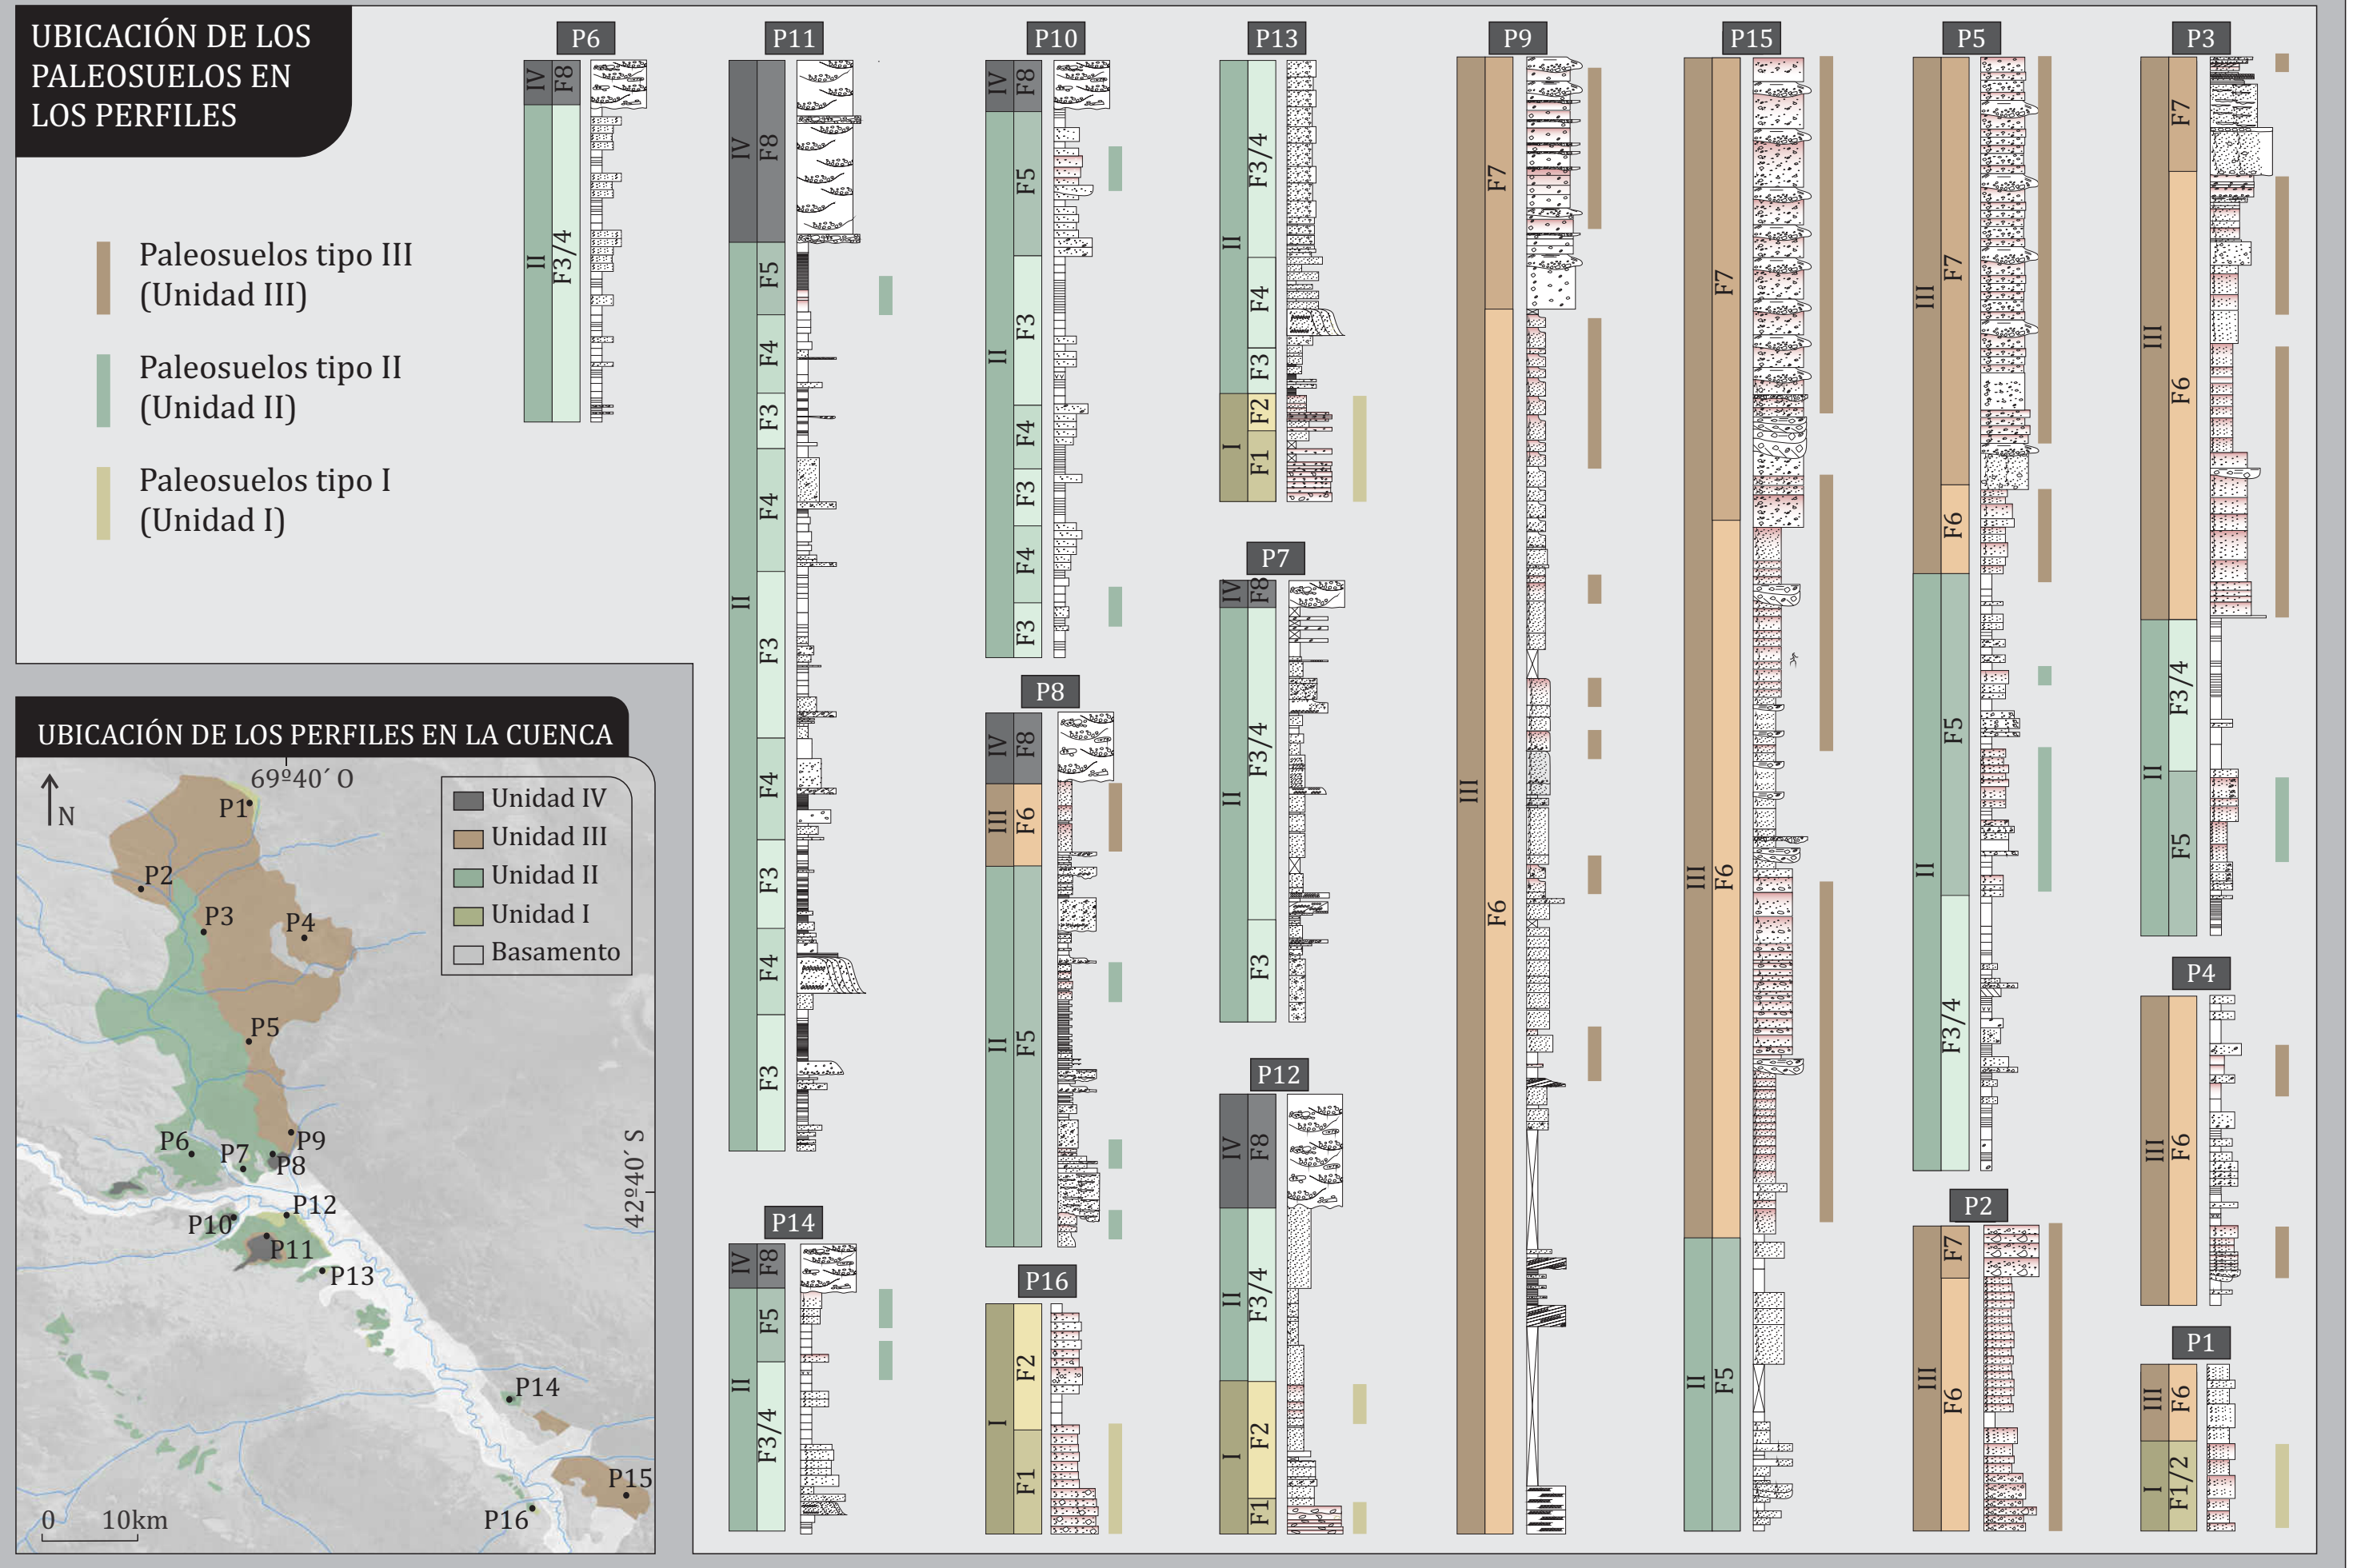 UBICACIÓN DE LOS
PALEOSUELOS EN
LOS PERFILES
Paleosuelos tipo III
(Unidad III)
Paleosuelos tipo II
(Unidad II)
Paleosuelos tipo I
(Unidad I)
UBICACIÓN DE LOS PERFILES EN LA CUENCA
69º40´ O
N
Unidad IV
Unidad III
Unidad II
Unidad I
Basamento
P1
P2
P3
P4
P5
P6
P7
P9
P8
P12
P10
P11
P13
P14
P15
P16
42º40´ S
0 10km
P6
IV F8
II F3/4
P11
IV F8
II
F5
F4
F3
F4
F3
F4
F3
F4
F3
P14
IV F8
II
F5
F3/4
P10
IV F8
II
F5
F3
F4
F3
F4
F3
P8
IV F8
III F6
II F5
P16
I
F2
F1
P13
II
F3/4
F4
F3
I
F2
F1
P7
IV F8
II
F3/4
F3
P12
IV F8
II F3/4
I
F2
F1
P9
III
F7
F6
P15
III
F7
F6
II F5
P5
III
F7
F6
II
F5
F3/4
P2
III
F7
F6
P3
III
F7
F6
II
F3/4
F5
P4
III F6
P1
III F6
I F1/2